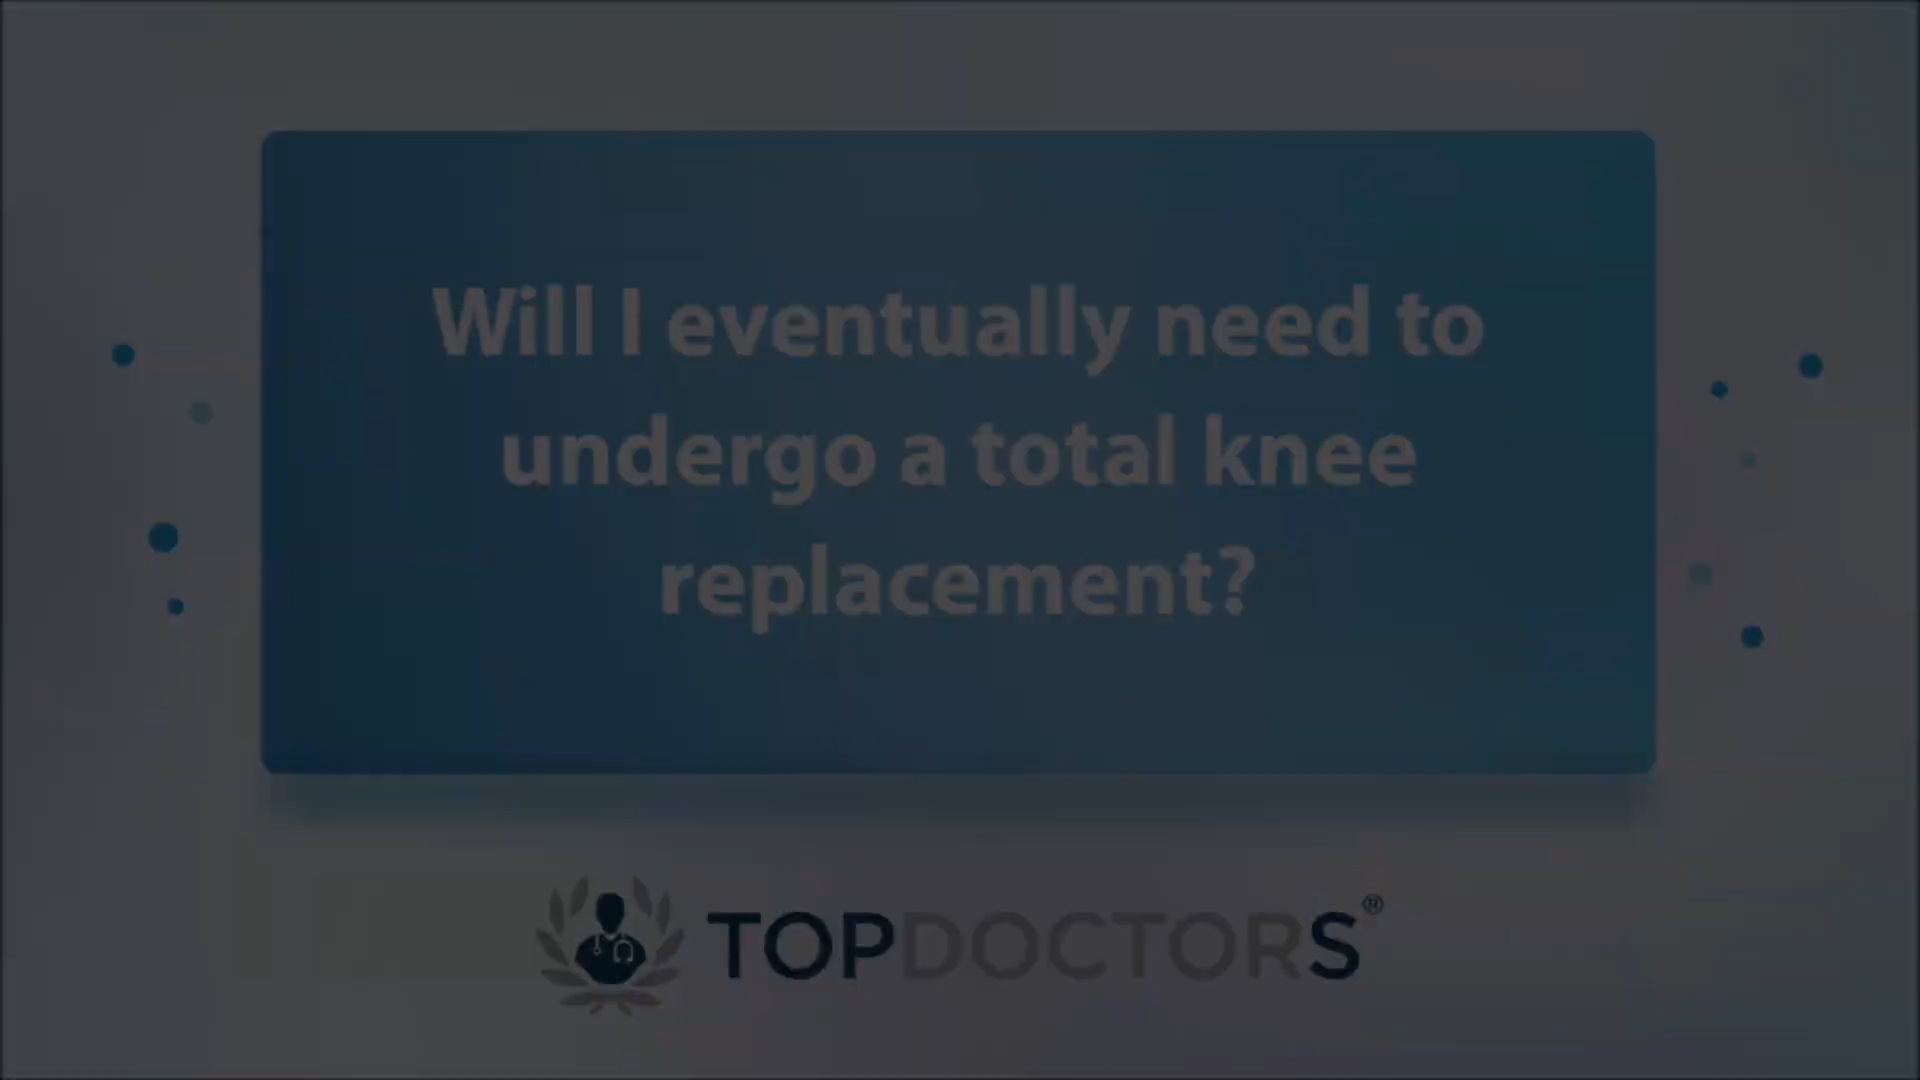 Will I eventually need to
undergo a total knee
replacement?
TOPDOCTORS®